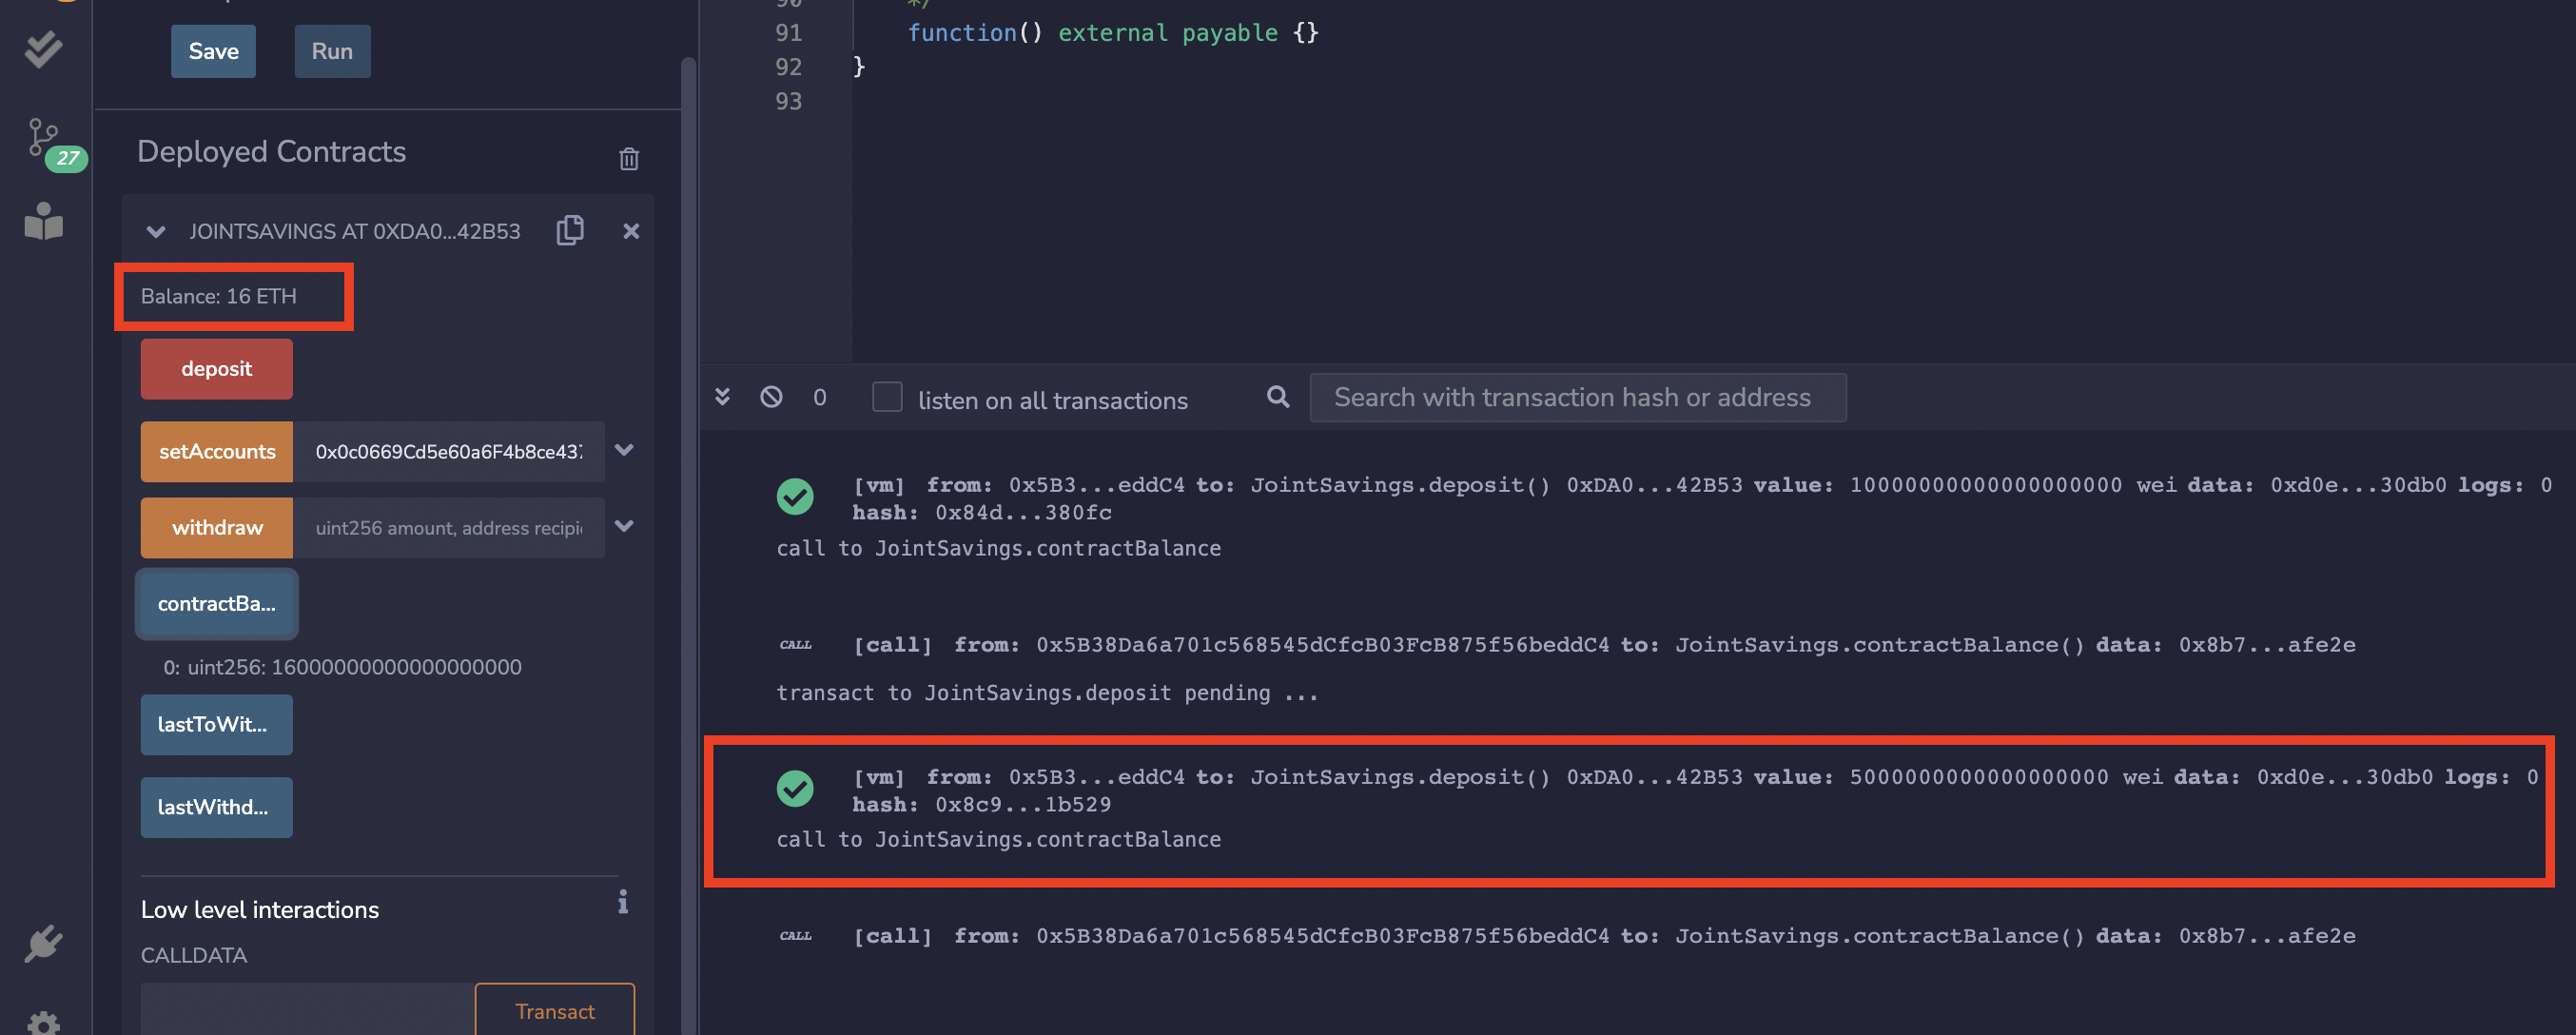 Save
Run
27
Deployed Contracts
JOINTSAVINGS AT 0XDA0...42B53
Balance: 16 ETH
deposit
setAccounts 0x0c0669Cd5e60a6F4b8ce437
withdraw uint256 amount, address recipie
contractBa...
0: uint256: 16000000000000000000
lastToWit...
lastWithd...
Low level interactions
CALLDATA
Transact
90 */
91 function() external payable {}
92 }
93
0 listen on all transactions Search with transaction hash or address
[vm] from: 0x5B3...eddC4 to: JointSavings.deposit() 0xDA0...42B53 value: 10000000000000000000 wei data: 0xd0e...30db0 logs: 0
hash: 0x84d...380fc
call to JointSavings.contractBalance
CALL [call] from: 0x5B38Da6a701c568545dCfcB03FcB875f56beddC4 to: JointSavings.contractBalance() data: 0x8b7...afe2e
transact to JointSavings.deposit pending ...
[vm] from: 0x5B3...eddC4 to: JointSavings.deposit() 0xDA0...42B53 value: 5000000000000000000 wei data: 0xd0e...30db0 logs: 0
hash: 0x8c9...1b529
call to JointSavings.contractBalance
CALL [call] from: 0x5B38Da6a701c568545dCfcB03FcB875f56beddC4 to: JointSavings.contractBalance() data: 0x8b7...afe2e